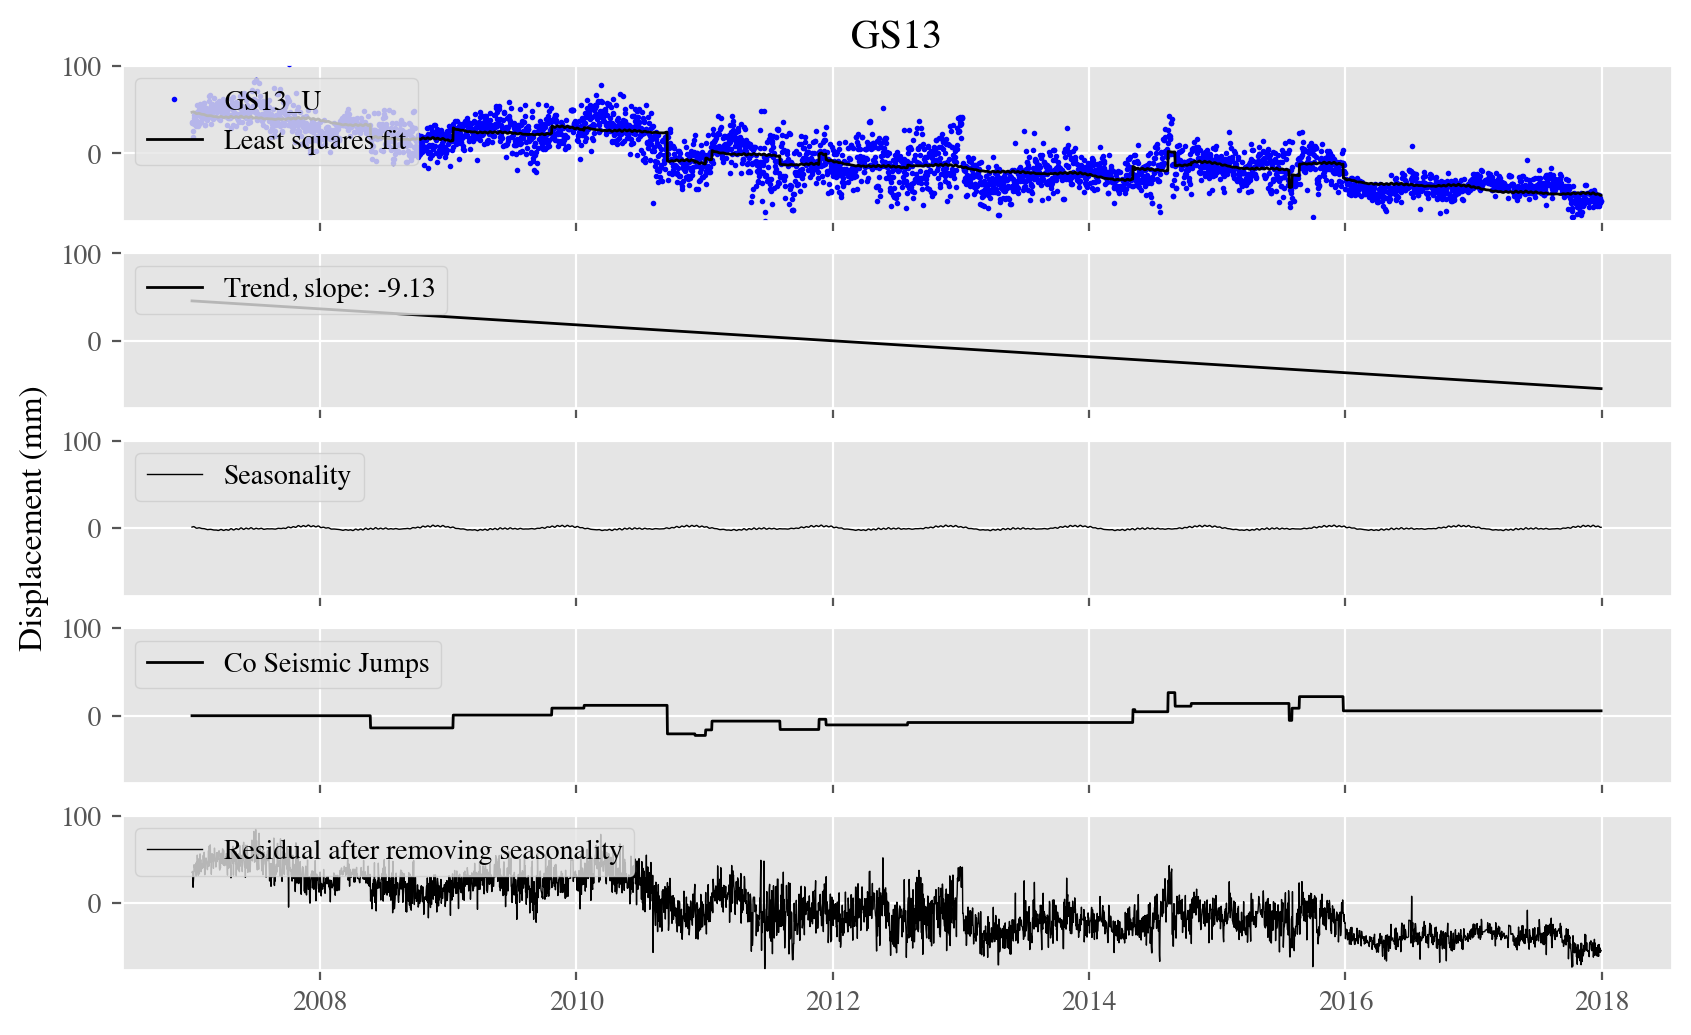 GS13
100
0
GS13_U
Least squares fit
100
0
Trend, slope: -9.13
Displacement (mm)
100
0
Seasonality
100
0
Co Seismic Jumps
100
0
Residual after removing seasonality
2008 2010 2012 2014 2016 2018